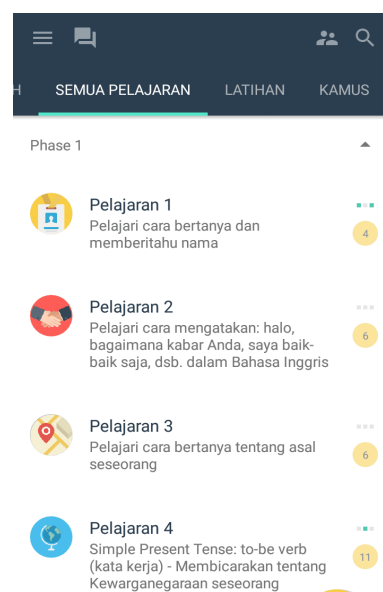 H SEMUA PELAJARAN LATIHAN KAMUS
Phase 1
Pelajaran 1
Pelajari cara bertanya dan
memberitahu nama
4
Pelajaran 2
Pelajari cara mengatakan: halo,
bagaimana kabar Anda, saya baik-
baik saja, dsb. dalam Bahasa Inggris
6
Pelajaran 3
Pelajari cara bertanya tentang asal
seseorang
6
Pelajaran 4
Simple Present Tense: to-be verb
(kata kerja) - Membicarakan tentang
Kewarganegaraan seseorang
11